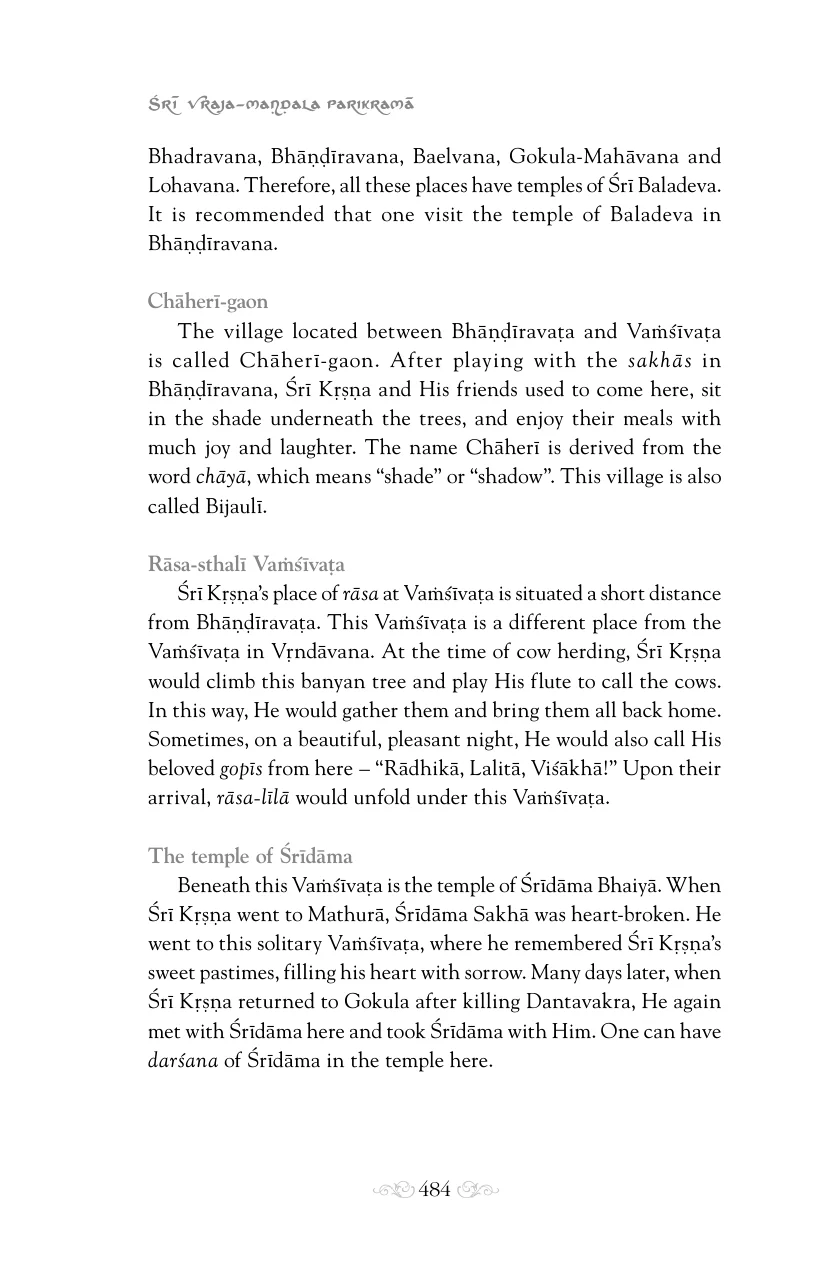 Śrī Vraja-maṇḍala Parikramā
Bhadravana, Bhāṇḍīravana, Baelvana, Gokula-Mahāvana and
Lohavana. Therefore, all these places have temples of Śrī Baladeva.
It is recommended that one visit the temple of Baladeva in
Bhāṇḍīravana.
Chāherī-gaon
The village located between Bhāṇḍīravaṭa and Vaṁśīvaṭa
is called Chāherī-gaon. After playing with the sakhās in
Bhāṇḍīravana, Śrī Kṛṣṇa and His friends used to come here, sit
in the shade underneath the trees, and enjoy their meals with
much joy and laughter. The name Chāherī is derived from the
word chāyā, which means “shade” or “shadow”. This village is also
called Bijaulī.
Rāsa-sthalī Vaṁśīvaṭa
Śrī Kṛṣṇa’s place of rāsa at Vaṁśīvaṭa is situated a short distance
from Bhāṇḍīravaṭa. This Vaṁśīvaṭa is a different place from the
Vaṁśīvaṭa in Vṛndāvana. At the time of cow herding, Śrī Kṛṣṇa
would climb this banyan tree and play His flute to call the cows.
In this way, He would gather them and bring them all back home.
Sometimes, on a beautiful, pleasant night, He would also call His
beloved gopīs from here – “Rādhikā, Lalitā, Viśākhā!” Upon their
arrival, rāsa-līlā would unfold under this Vaṁśīvaṭa.
The temple of Śrīdāma
Beneath this Vaṁśīvaṭa is the temple of Śrīdāma Bhaiyā. When
Śrī Kṛṣṇa went to Mathurā, Śrīdāma Sakhā was heart-broken. He
went to this solitary Vaṁśīvaṭa, where he remembered Śrī Kṛṣṇa’s
sweet pastimes, filling his heart with sorrow. Many days later, when
Śrī Kṛṣṇa returned to Gokula after killing Dantavakra, He again
met with Śrīdāma here and took Śrīdāma with Him. One can have
darśana of Śrīdāma in the temple here.
484